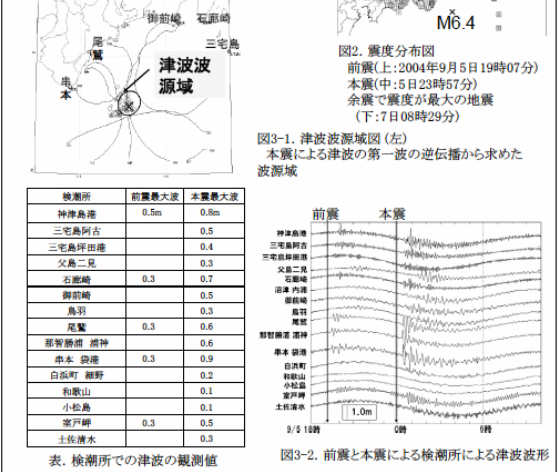 御前崎 石廊崎
三宅島
尾鷲
串本
津波波
源域
M6.4
図2. 震度分布図
前震(上:2004年9月5日19時07分)
本震(中:5日23時57分)
余震で震度が最大の地震
(下:7日08時29分)
図3-1. 津波波源域図(左)
本震による津波の第一波の逆伝播から求めた
波源域
検潮所 前震最大波 本震最大波
神津島港 0.5m 0.8m
三宅島阿古 0.5
三宅島坪田港 0.4
父島二見 0.3
石廊崎 0.3 0.7
御前崎 0.5
鳥羽 0.3
尾鷲 0.3 0.6
那智勝浦 浦神 0.6
串本 袋港 0.3 0.9
白浜町 細野 0.2
和歌山 0.1
小松島 0.1
室戸岬 0.3 0.5
土佐清水 0.3
表. 検潮所での津波の観測値
前震 本震
神津島港
三宅島阿古
三宅島坪田港
父島二見
石廊崎
沼津 内浦
御前崎
鳥羽
尾鷲
那智勝浦 浦神
串本 袋港
白浜町
和歌山
小松島
室戸岬
土佐清水
1.0m
9/5 18時 0時 6時
図3-2. 前震と本震による検潮所による津波波形